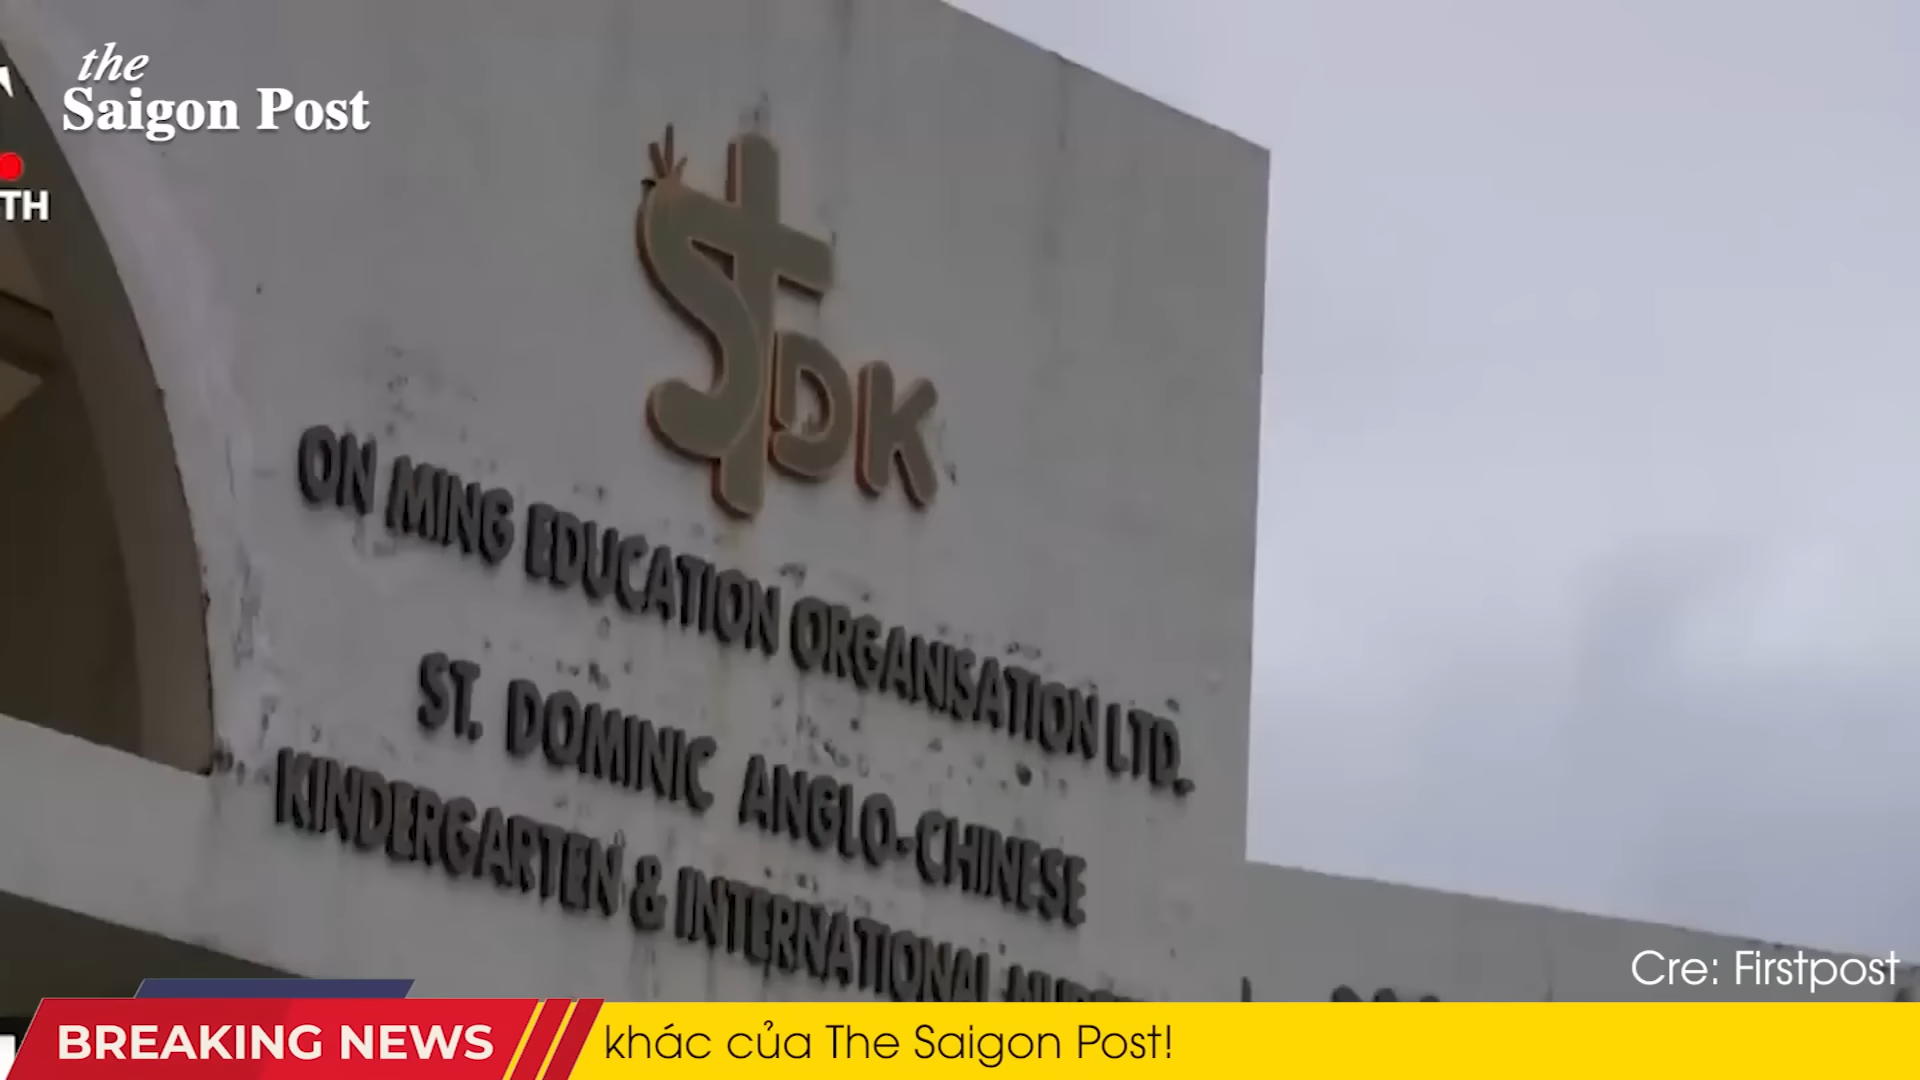 the
Saigon Post
TH
STDK
ON MING EDUCATION ORGANISATION LTD.
ST. DOMINIC ANGLO-CHINESE
KINDERGARTEN & INTERNATIONAL
Cre: Firstpost
BREAKING NEWS
khác của The Saigon Post!